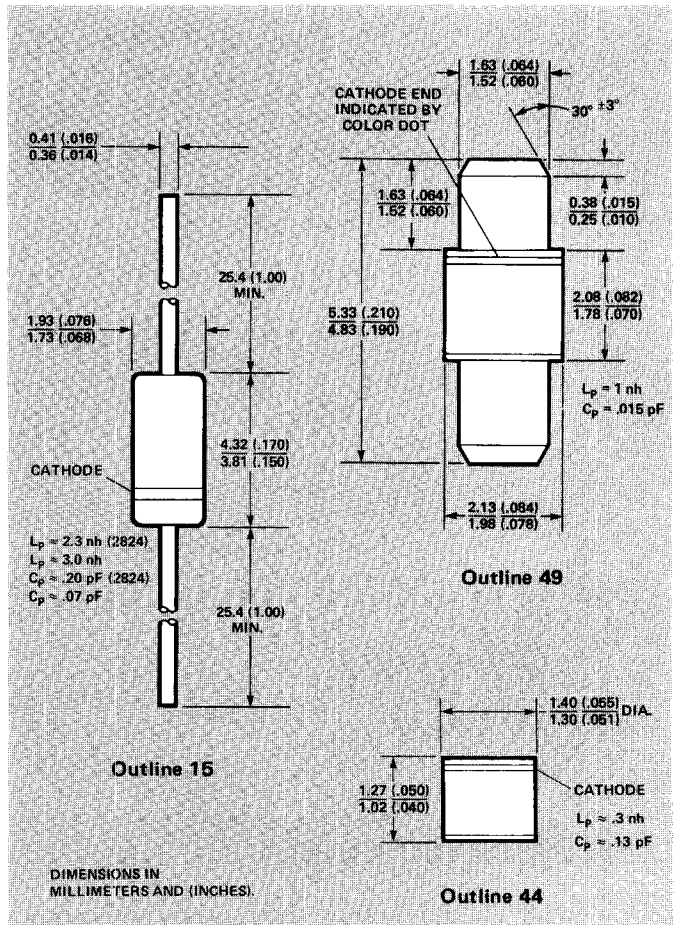 0.41 (.016)
0.36 (.014)
25.4 (1.00)
MIN.
1.93 (.076)
1.73 (.068)
4.32 (.170)
3.81 (.150)
CATHODE
Lp ≈ 2.3 nh (2824)
Lp ≈ 3.0 nh
Cp ≈ .20 pF (2824)
Cp ≈ .07 pF
25.4 (1.00)
MIN.
Outline 15
1.63 (.064)
1.52 (.060)
CATHODE END
INDICATED BY
COLOR DOT
30° ±3°
1.63 (.064)
1.52 (.060)
0.38 (.015)
0.25 (.010)
5.33 (.210)
4.83 (.190)
2.08 (.082)
1.78 (.070)
Lp = 1 nh
Cp = .015 pF
2.13 (.084)
1.98 (.078)
Outline 49
1.40 (.055)
1.30 (.051) DIA.
1.27 (.050)
1.02 (.040)
CATHODE
Lp ≈ .3 nh
Cp ≈ .13 pF
Outline 44
DIMENSIONS IN
MILLIMETERS AND (INCHES).